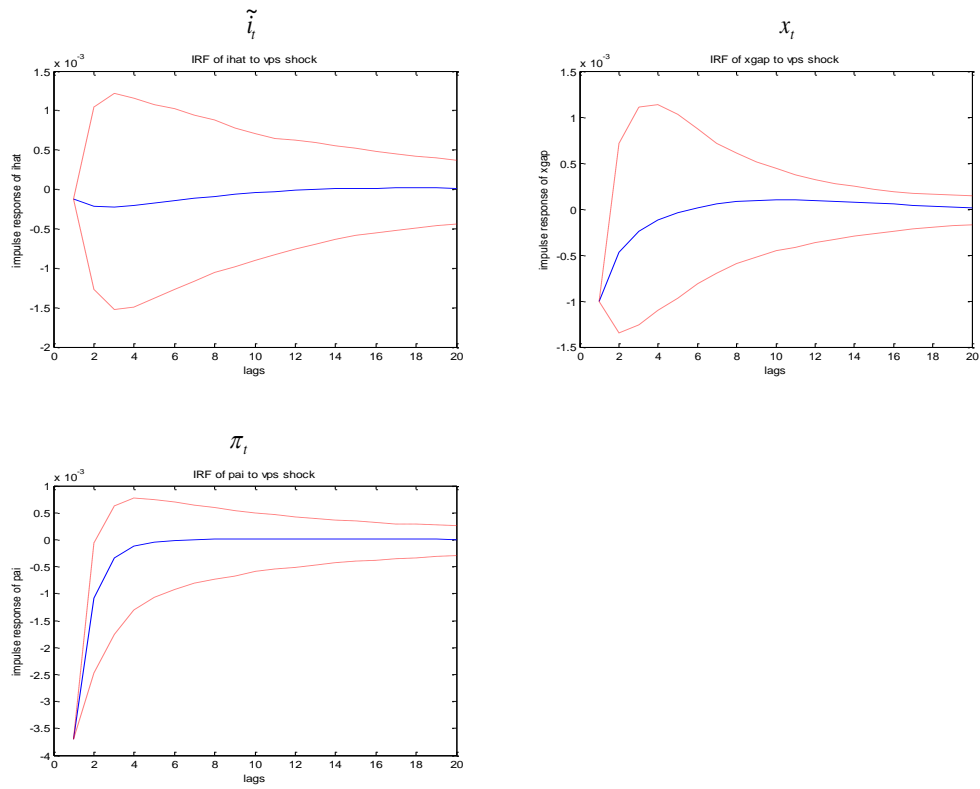 ĩₜ
xₜ
IRF of ihat to vps shock
x 10⁻³
impulse response of ihat
1.5
1
0.5
0
-0.5
-1
-1.5
-2
0 2 4 6 8 10 12 14 16 18 20
lags
IRF of xgap to vps shock
x 10⁻³
impulse response of xgap
1.5
1
0.5
0
-0.5
-1
-1.5
0 2 4 6 8 10 12 14 16 18 20
lags
πₜ
IRF of pai to vps shock
x 10⁻³
impulse response of pai
1
0.5
0
-0.5
-1
-1.5
-2
-2.5
-3
-3.5
-4
0 2 4 6 8 10 12 14 16 18 20
lags